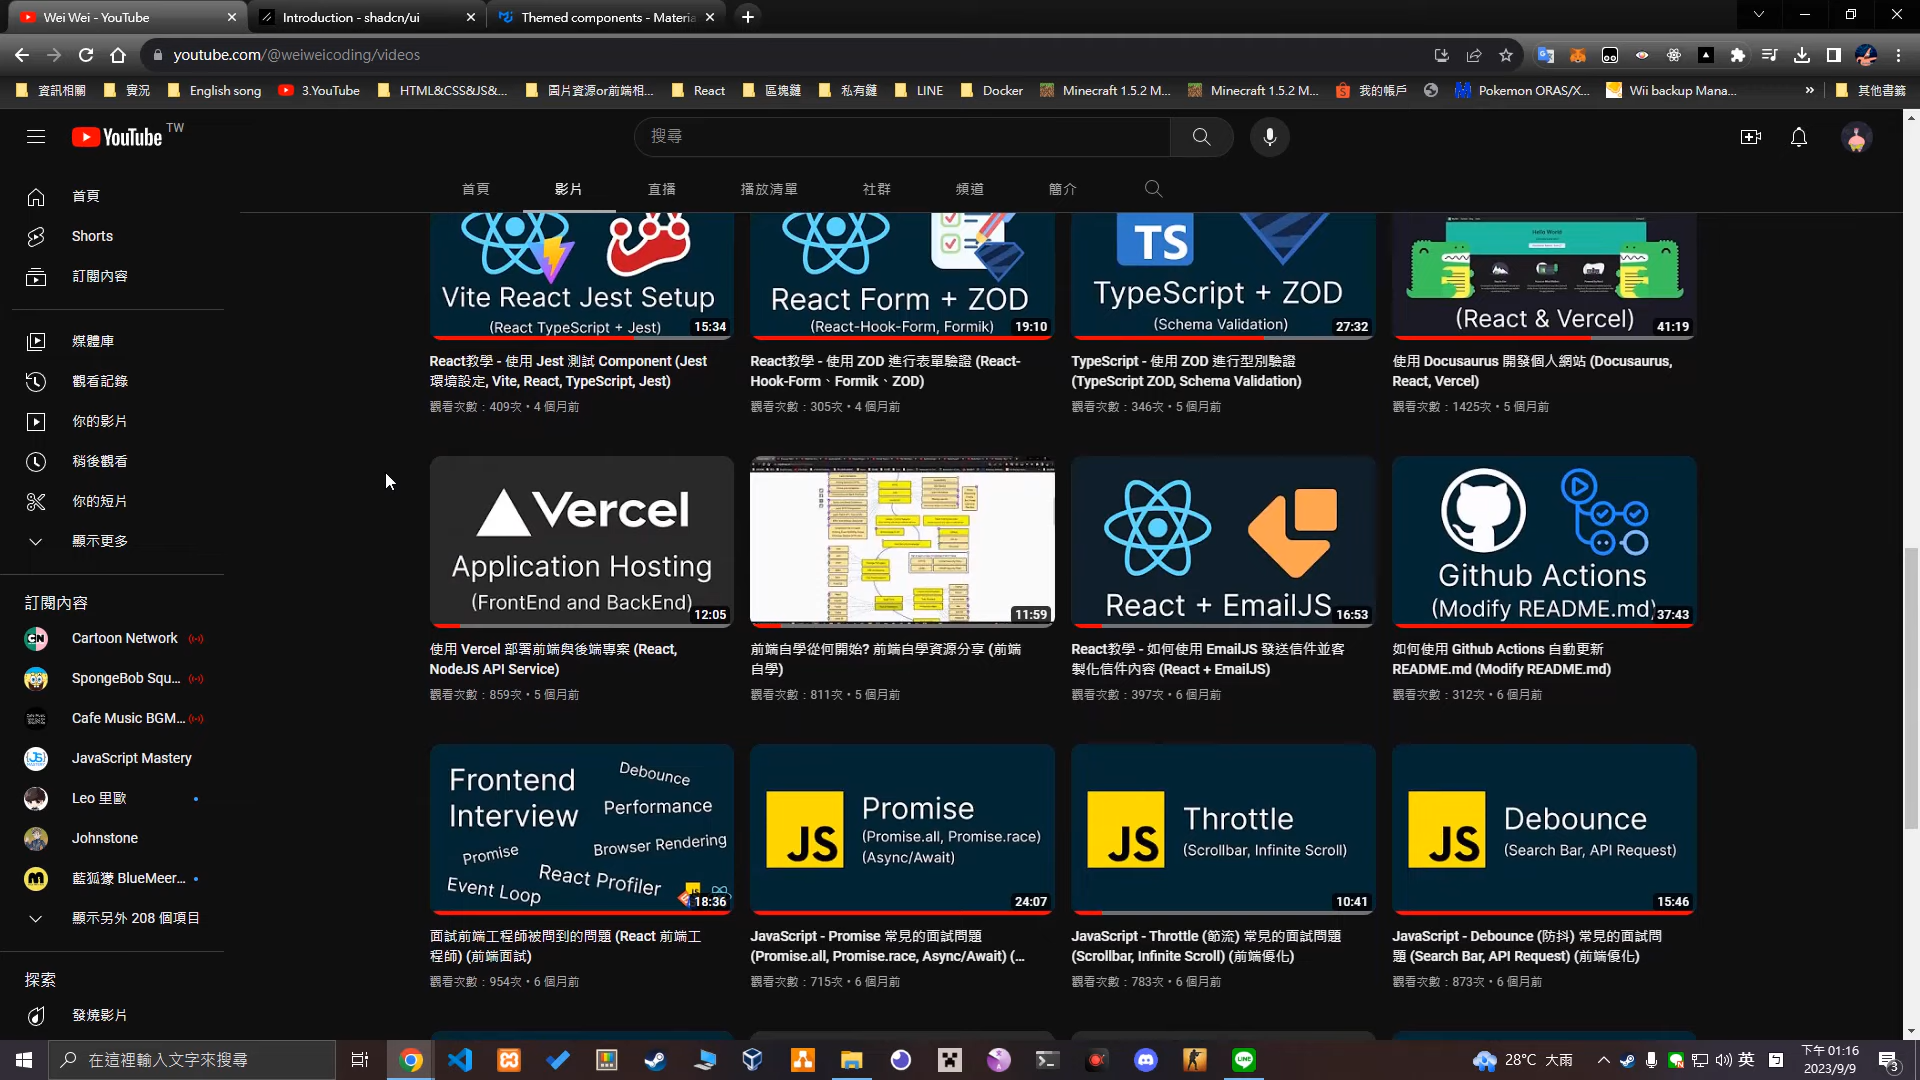 Wei Wei - YouTube
Introduction - shadcn/ui
Themed components - Materia
youtube.com/@weiweicoding/videos
資訊相關
實況
English song
3.YouTube
HTML&CSS&JS&...
圖片資源or前端相...
React
區塊鏈
私有鏈
LINE
Docker
Minecraft 1.5.2 M...
Minecraft 1.5.2 M...
我的帳戶
Pokemon ORAS/X...
Wii backup Mana...
»
其他書籤
YouTube TW
搜尋
首頁
影片
直播
播放清單
社群
頻道
簡介
首頁
Shorts
訂閱內容
媒體庫
觀看記錄
你的影片
稍後觀看
你的短片
顯示更多
訂閱內容
Cartoon Network
SpongeBob Squ...
Cafe Music BGM...
JavaScript Mastery
Leo 里歐
Johnstone
藍狐獴 BlueMeer...
顯示另外 208 個項目
探索
發燒影片
Vite React Jest Setup
(React TypeScript + Jest)
15:34
React教學 - 使用 Jest 測試 Component (Jest
環境設定, Vite, React, TypeScript, Jest)
觀看次數：409次・4 個月前
React Form + ZOD
(React-Hook-Form, Formik)
19:10
React教學 - 使用 ZOD 進行表單驗證 (React-
Hook-Form、Formik、ZOD)
觀看次數：305次・4 個月前
TS
TypeScript + ZOD
(Schema Validation)
27:32
TypeScript - 使用 ZOD 進行型別驗證
(TypeScript ZOD, Schema Validation)
觀看次數：346次・5 個月前
Hello World
(React & Vercel)
41:19
使用 Docusaurus 開發個人網站 (Docusaurus,
React, Vercel)
觀看次數：1425次・5 個月前
Vercel
Application Hosting
(FrontEnd and BackEnd)
12:05
使用 Vercel 部署前端與後端專案 (React,
NodeJS API Service)
觀看次數：859次・5 個月前
11:59
前端自學從何開始? 前端自學資源分享 (前端
自學)
觀看次數：811次・5 個月前
React + EmailJS
16:53
React教學 - 如何使用 EmailJS 發送信件並客
製化信件內容 (React + EmailJS)
觀看次數：397次・6 個月前
Github Actions
(Modify README.md)
37:43
如何使用 Github Actions 自動更新
README.md (Modify README.md)
觀看次數：312次・6 個月前
Frontend
Interview
Debounce
Performance
Promise
Browser Rendering
Event Loop
React Profiler
18:36
面試前端工程師被問到的問題 (React 前端工
程師) (前端面試)
觀看次數：954次・6 個月前
JS
Promise
(Promise.all, Promise.race)
(Async/Await)
24:07
JavaScript - Promise 常見的面試問題
(Promise.all, Promise.race, Async/Await) (...
觀看次數：715次・6 個月前
JS
Throttle
(Scrollbar, Infinite Scroll)
10:41
JavaScript - Throttle (節流) 常見的面試問題
(Scrollbar, Infinite Scroll) (前端優化)
觀看次數：783次・6 個月前
JS
Debounce
(Search Bar, API Request)
15:46
JavaScript - Debounce (防抖) 常見的面試問
題 (Search Bar, API Request) (前端優化)
觀看次數：873次・6 個月前
在這裡輸入文字來搜尋
28°C 大雨
英
下午 01:16
2023/9/9
3